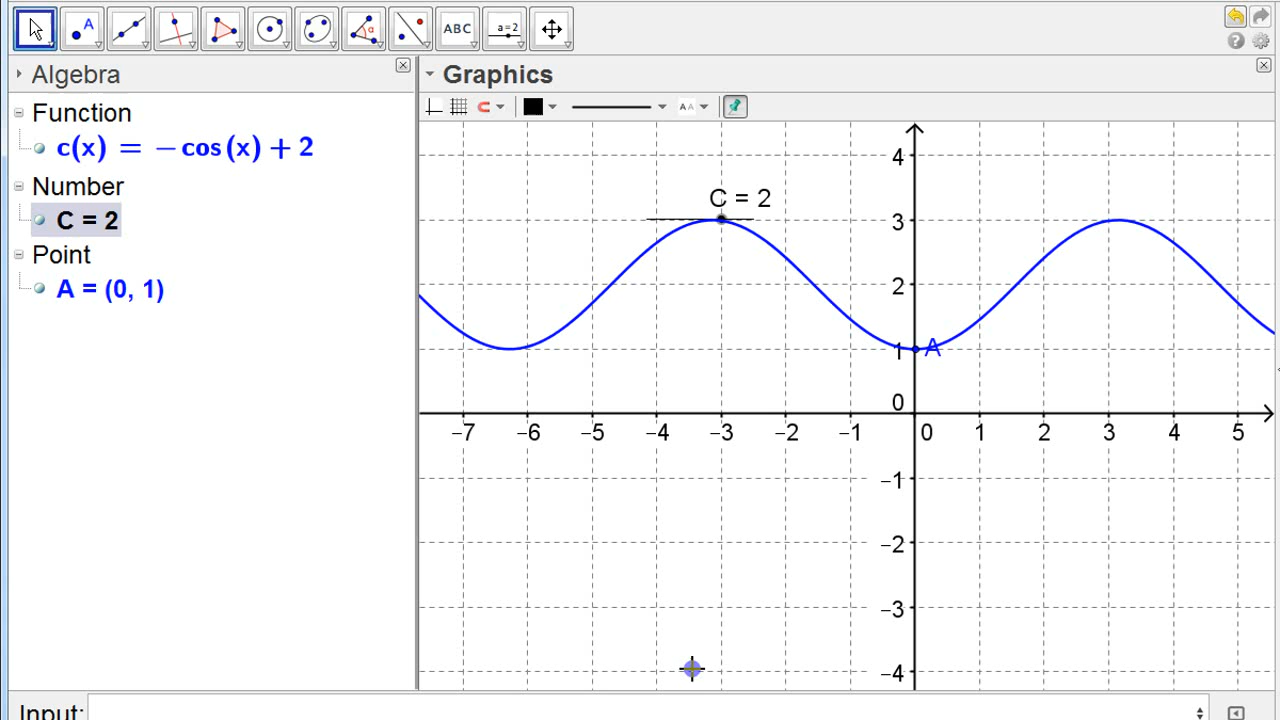 A
α
ABC
a=2
Algebra
Graphics
Function
c(x) = −cos(x) + 2
Number
C = 2
Point
A = (0, 1)
A A
C = 2
4
3
2
1
A
0
−7 −6 −5 −4 −3 −2 −1 0 1 2 3 4 5
−1
−2
−3
−4
Input: